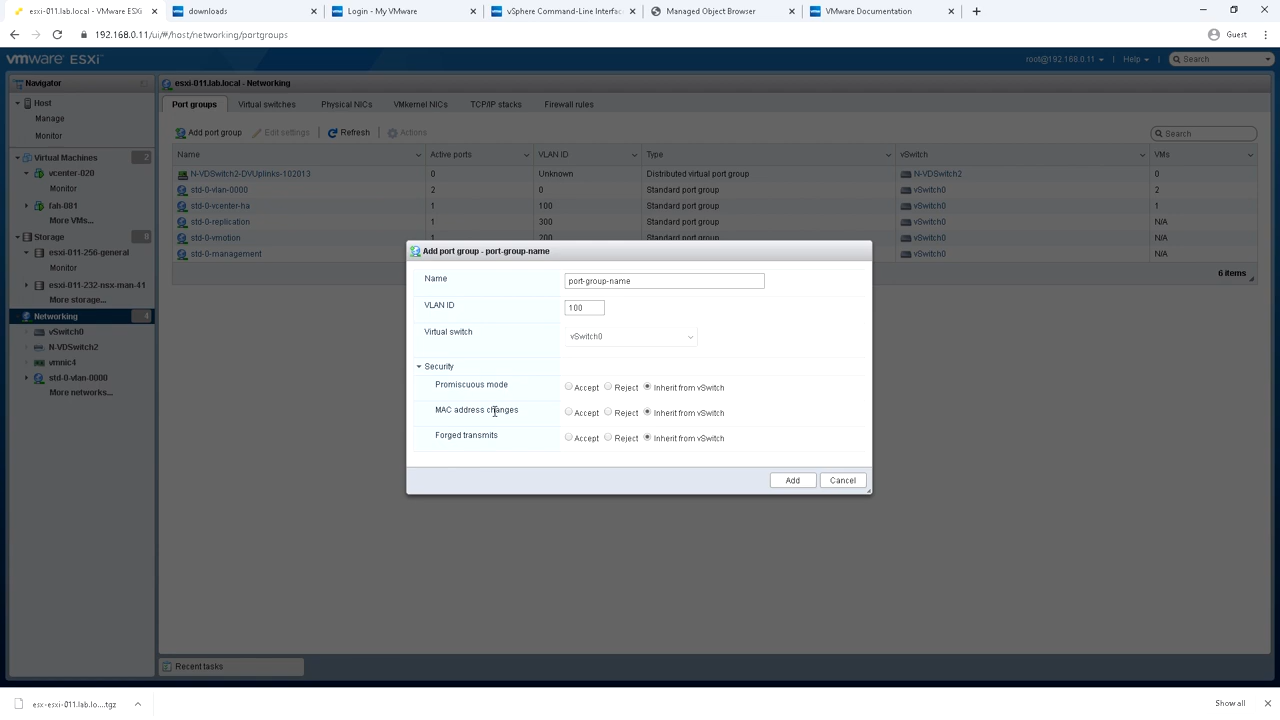 esxi-011.lab.local - VMware ESXi
downloads
Login - My VMware
vSphere Command-Line Interfac
Managed Object Browser
VMware Documentation
192.168.0.11/ui/#/host/networking/portgroups
Guest
vmware ESXi
root@192.168.0.11
Help
Search
Navigator
Host
Manage
Monitor
Virtual Machines
2
vcenter-020
Monitor
fah-081
More VMs...
Storage
8
esxi-011-256-general
Monitor
esxi-011-232-nsx-man-41
More storage...
Networking
4
vSwitch0
N-VDSwitch2
vmnic4
std-0-vlan-0000
More networks...
esxi-011.lab.local - Networking
Port groups Virtual switches Physical NICs VMkernel NICs TCP/IP stacks Firewall rules
Add port group Edit settings Refresh Actions
Search
Name Active ports VLAN ID Type vSwitch VMs
N-VDSwitch2-DVUplinks-102013 0 Unknown Distributed virtual port group N-VDSwitch2 0
std-0-vlan-0000 2 0 Standard port group vSwitch0 2
std-0-vcenter-ha 1 100 Standard port group vSwitch0 1
std-0-replication 1 300 Standard port group vSwitch0 N/A
std-0-vmotion 1 200 Standard port group vSwitch0 N/A
std-0-management vSwitch0 N/A
6 items
Add port group - port-group-name
Name port-group-name
VLAN ID 100
Virtual switch vSwitch0
Security
Promiscuous mode Accept Reject Inherit from vSwitch
MAC address changes Accept Reject Inherit from vSwitch
Forged transmits Accept Reject Inherit from vSwitch
Add Cancel
Recent tasks
esx-esxi-011.lab.lo....tgz
Show all